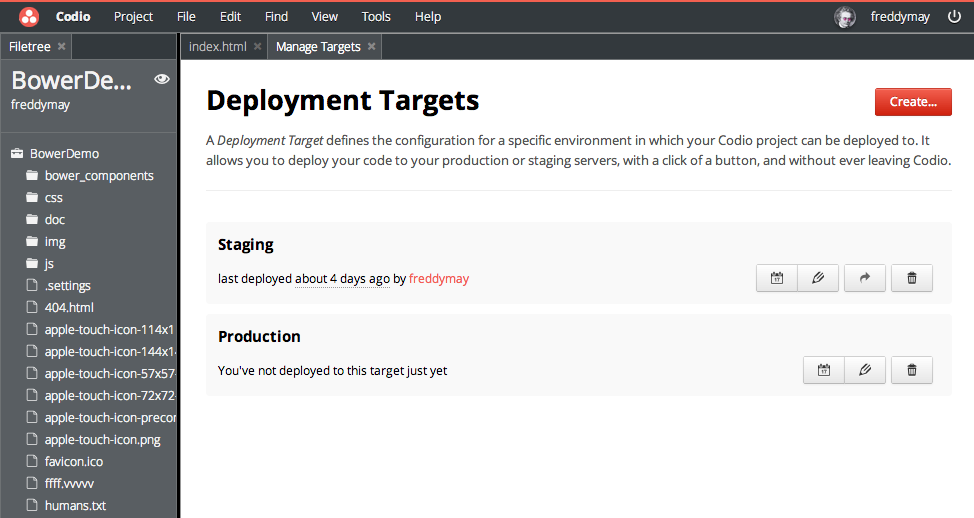 Codio Project File Edit Find View Tools Help freddymay
Filetree index.html Manage Targets
BowerDe...
freddymay
BowerDemo
bower_components
css
doc
img
js
.settings
404.html
apple-touch-icon-114x1
apple-touch-icon-144x1
apple-touch-icon-57x57
apple-touch-icon-72x72
apple-touch-icon-precor
apple-touch-icon.png
favicon.ico
ffff.vvvvv
humans.txt
Deployment Targets
Create...
A Deployment Target defines the configuration for a specific environment in which your Codio project can be deployed to. It
allows you to deploy your code to your production or staging servers, with a click of a button, and without ever leaving Codio.
Staging
last deployed about 4 days ago by freddymay
17
Production
You've not deployed to this target just yet
17